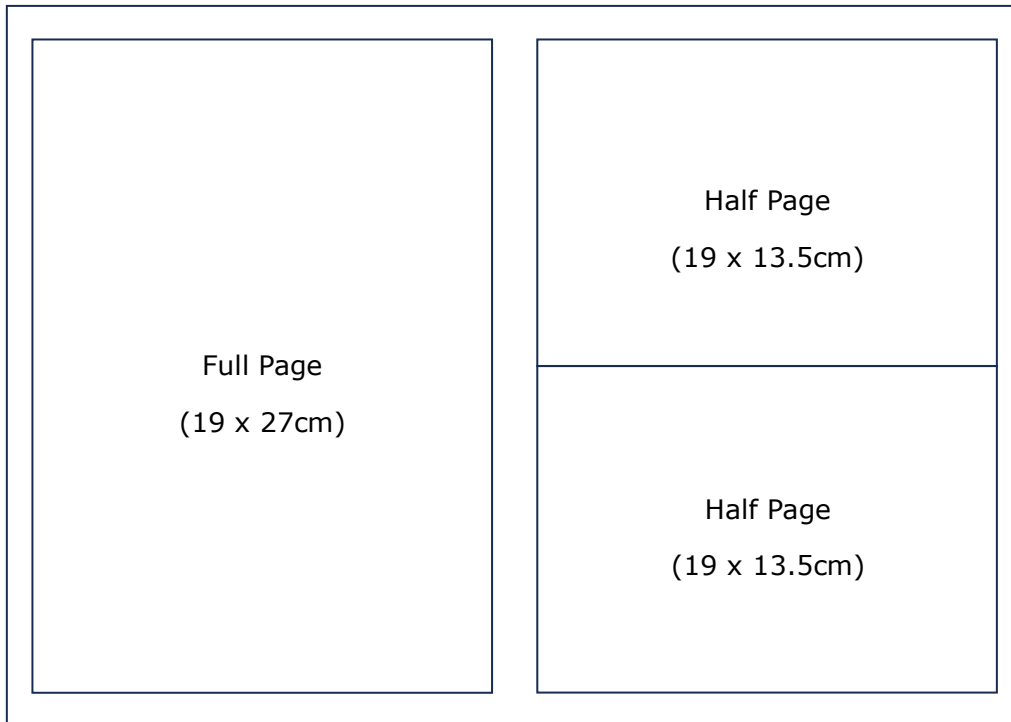 Full Page
(19 x 27cm)
Half Page
(19 x 13.5cm)
Half Page
(19 x 13.5cm)